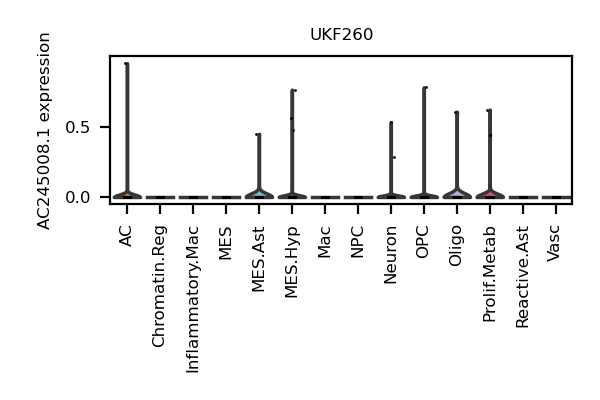 UKF260
AC245008.1 expression
0.5
0.0
AC
Chromatin.Reg
Inflammatory.Mac
MES
MES.Ast
MES.Hyp
Mac
NPC
Neuron
OPC
Oligo
Prolif.Metab
Reactive.Ast
Vasc